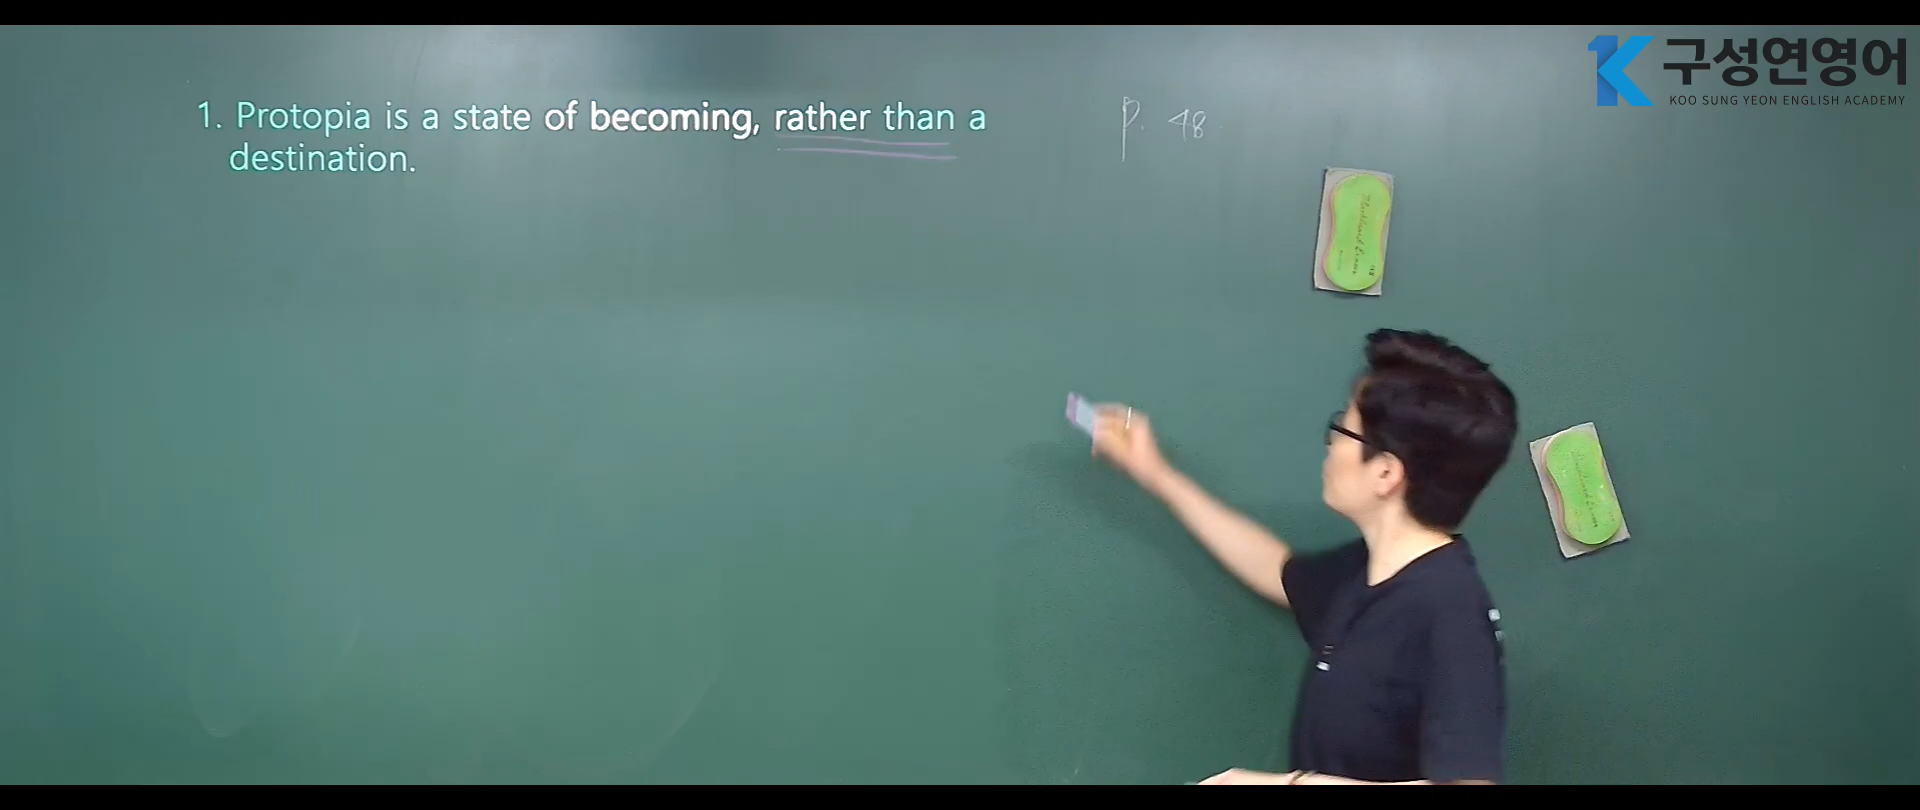 구성연영어
KOO SUNG YEON ENGLISH ACADEMY
1. Protopia is a state of becoming, rather than a
destination.
P. 48